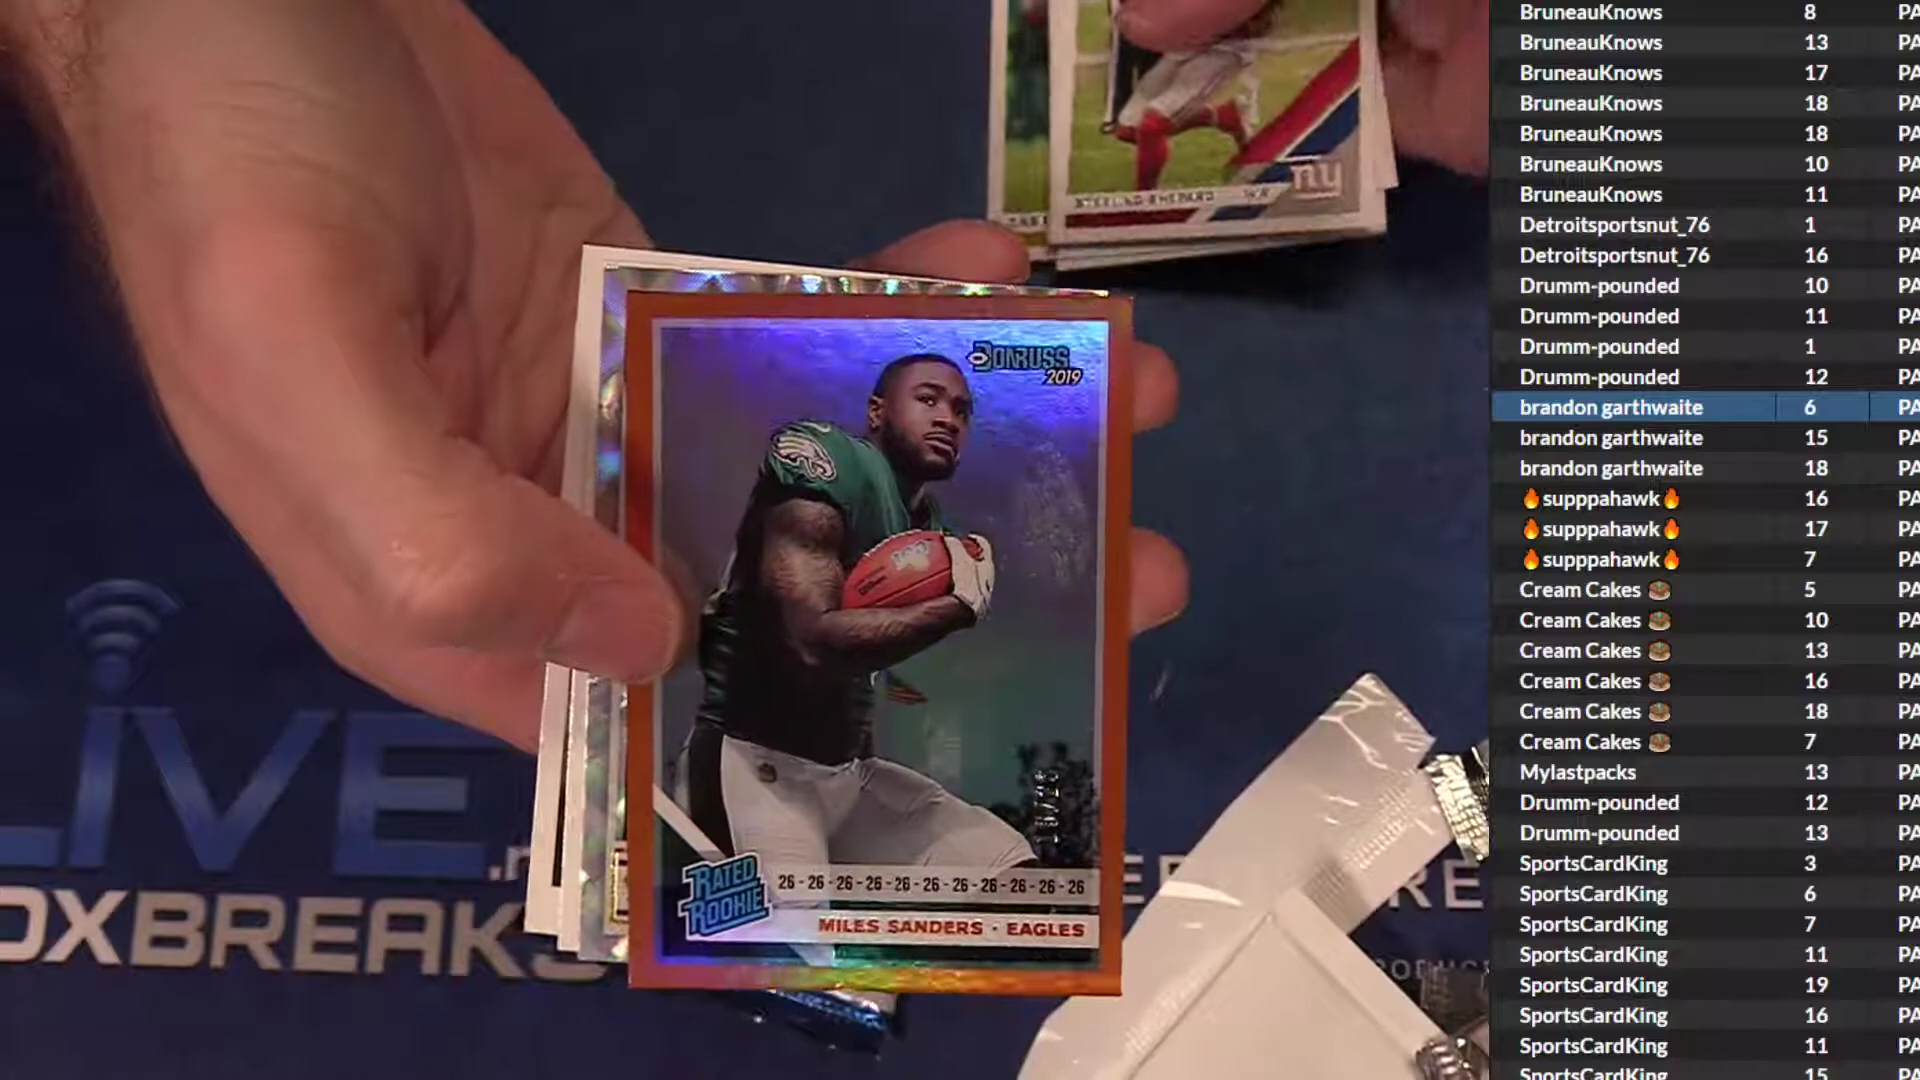 STERLING SHEPARD WR
ny
DONRUSS
2019
RATED
ROOKIE
26 - 26 - 26 - 26 - 26 - 26 - 26 - 26 - 26 - 26 - 26
MILES SANDERS · EAGLES
LIVE
BOXBREAKS
BruneauKnows 8 PA
BruneauKnows 13 PA
BruneauKnows 17 PA
BruneauKnows 18 PA
BruneauKnows 18 PA
BruneauKnows 10 PA
BruneauKnows 11 PA
Detroitsportsnut_76 1 PA
Detroitsportsnut_76 16 PA
Drumm-pounded 10 PA
Drumm-pounded 11 PA
Drumm-pounded 1 PA
Drumm-pounded 12 PA
brandon garthwaite 6 PA
brandon garthwaite 15 PA
brandon garthwaite 18 PA
🔥supppahawk🔥 16 PA
🔥supppahawk🔥 17 PA
🔥supppahawk🔥 7 PA
Cream Cakes 5 PA
Cream Cakes 10 PA
Cream Cakes 13 PA
Cream Cakes 16 PA
Cream Cakes 18 PA
Cream Cakes 7 PA
Mylastpacks 13 PA
Drumm-pounded 12 PA
Drumm-pounded 13 PA
SportsCardKing 3 PA
SportsCardKing 6 PA
SportsCardKing 7 PA
SportsCardKing 11 PA
SportsCardKing 19 PA
SportsCardKing 16 PA
SportsCardKing 11 PA
SportsCardKing 15 PA